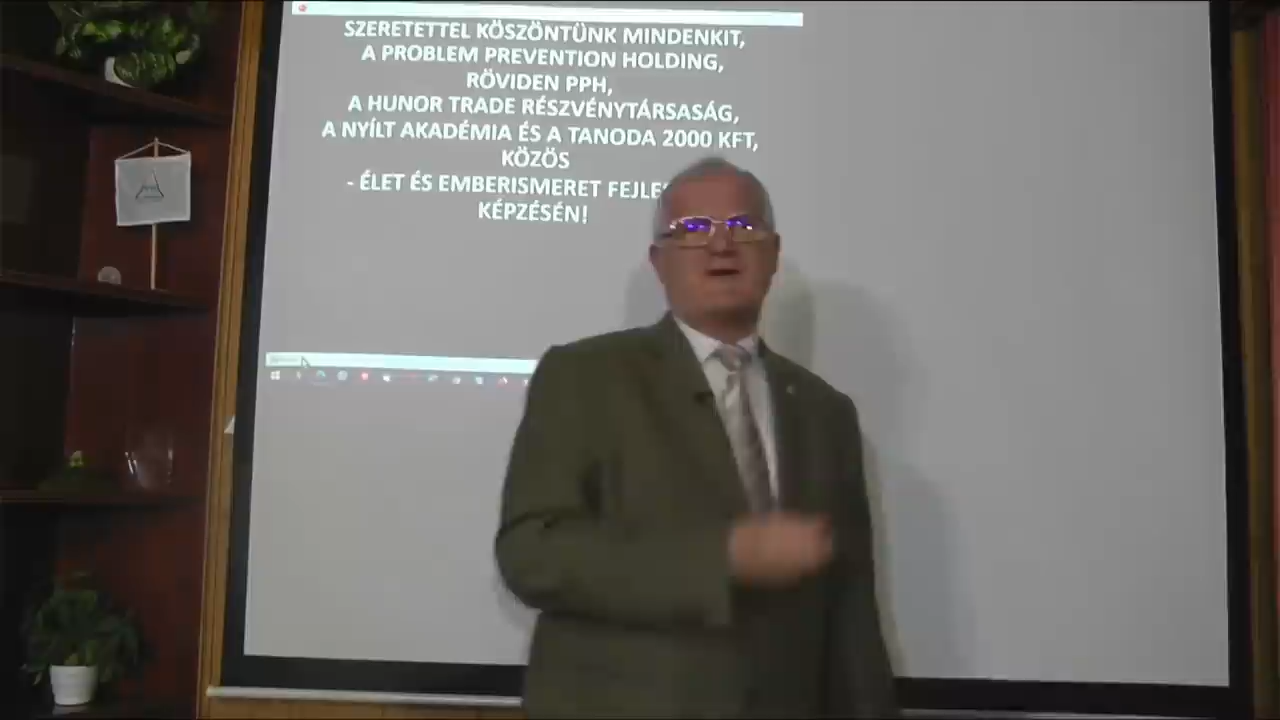 SZERETETTEL KÖSZÖNTÜNK MINDENKIT,
A PROBLEM PREVENTION HOLDING,
RÖVIDEN PPH,
A HUNOR TRADE RÉSZVÉNYTÁRSASÁG,
A NYÍLT AKADÉMIA ÉS A TANODA 2000 KFT,
KÖZÖS
- ÉLET ÉS EMBERISMERET
KÉPZÉSÉN!